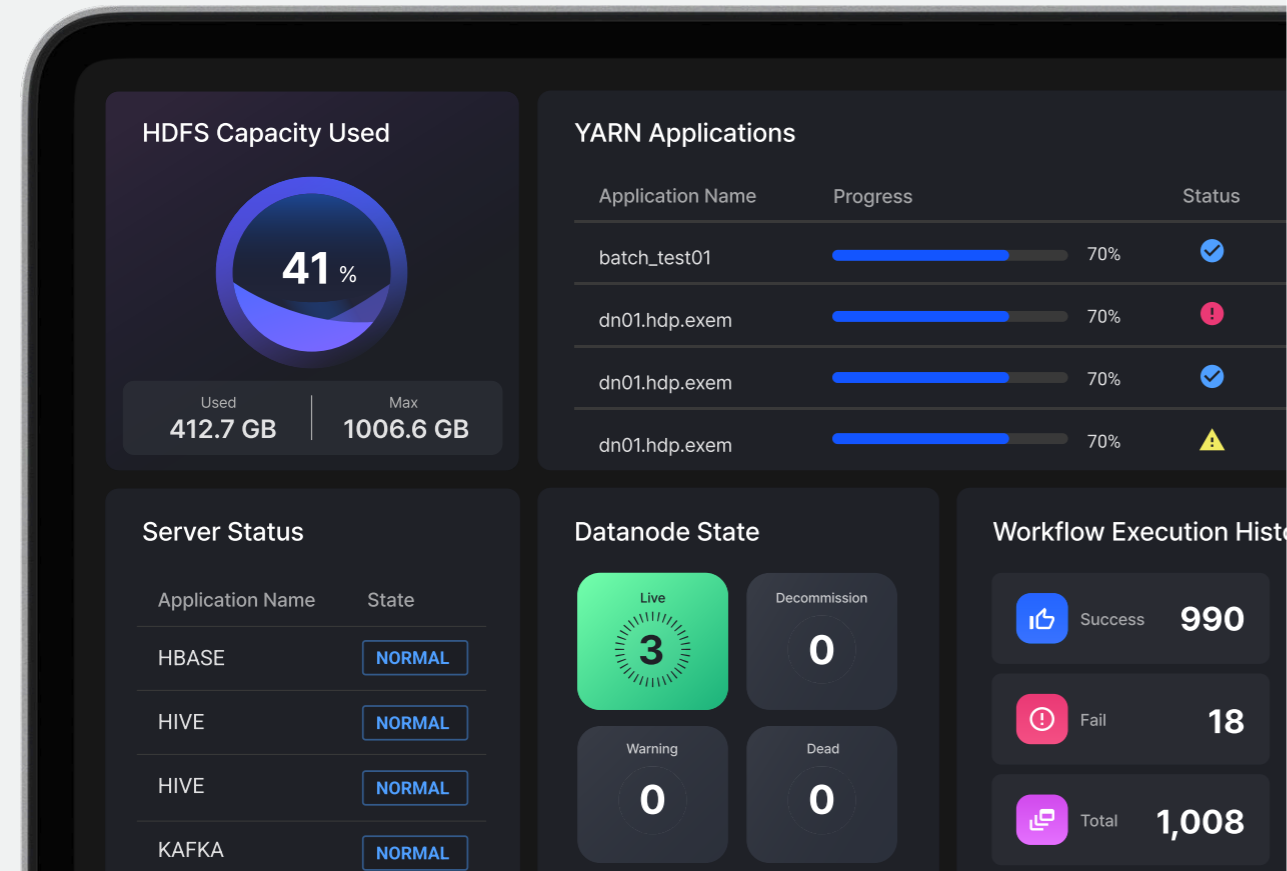 HDFS Capacity Used
41 %
Used
412.7 GB
Max
1006.6 GB
YARN Applications
Application Name Progress Status
batch_test01 70%
dn01.hdp.exem 70%
dn01.hdp.exem 70%
dn01.hdp.exem 70%
Server Status
Application Name State
HBASE NORMAL
HIVE NORMAL
HIVE NORMAL
KAFKA NORMAL
Datanode State
Live
3
Decommission
0
Warning
0
Dead
0
Workflow Execution Histo
Success 990
Fail 18
Total 1,008